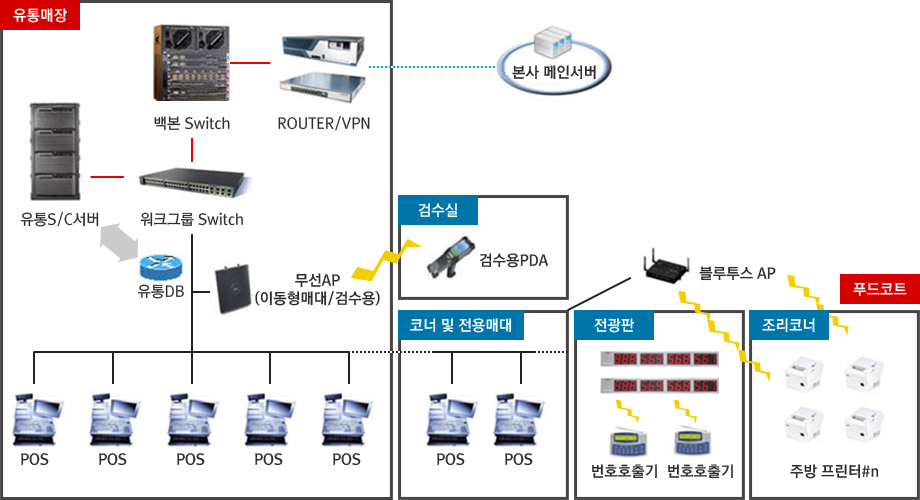 유통매장
본사 메인서버
백본 Switch
ROUTER/VPN
유통S/C서버
워크그룹 Switch
검수실
검수용PDA
유통DB
무선AP
(이동형매대/검수용)
블루투스 AP
푸드코트
코너 및 전용매대
전광판
조리코너
POS
POS
POS
POS
POS
POS
POS
번호호출기
번호호출기
주방 프린터#n